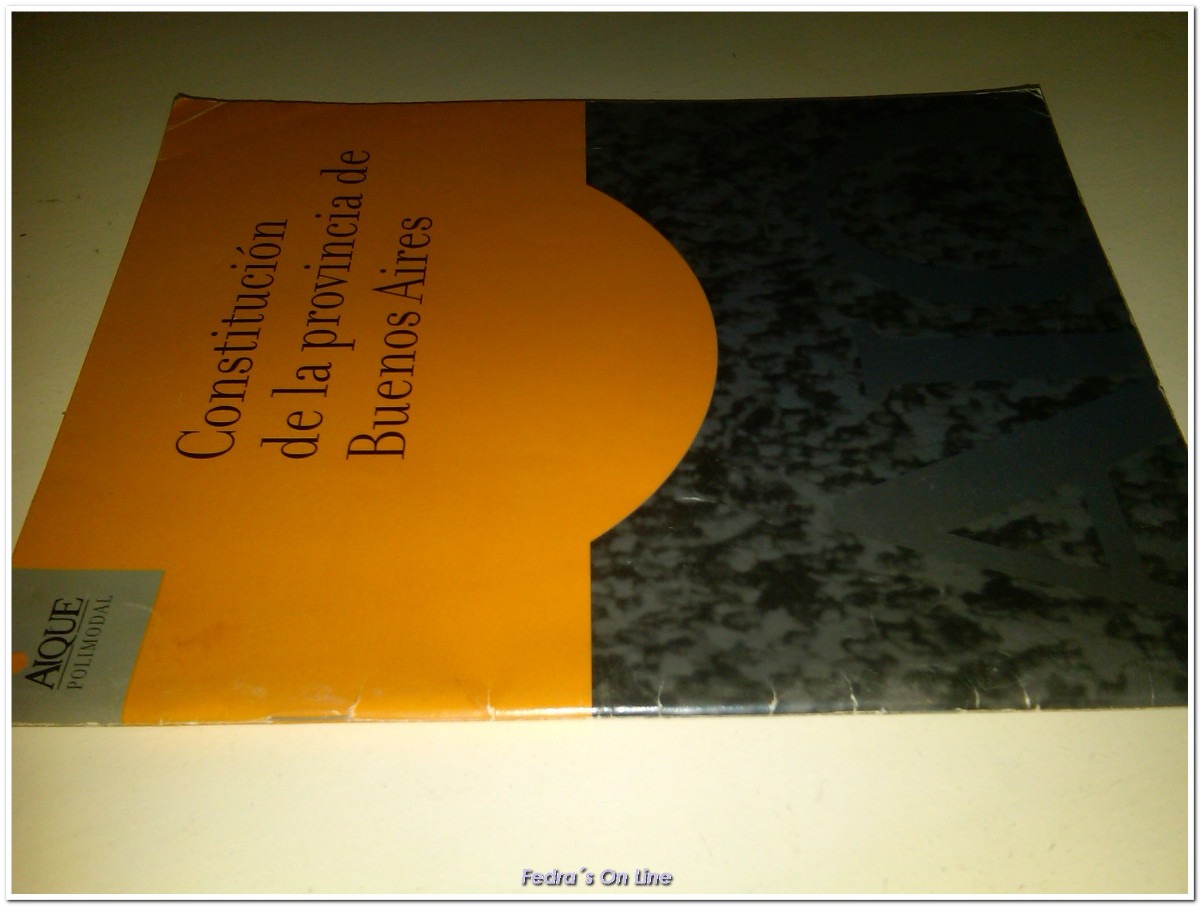 Constitución
de la provincia de
Buenos Aires
AIQUE
POLIMODAL
Fedra´s On Line